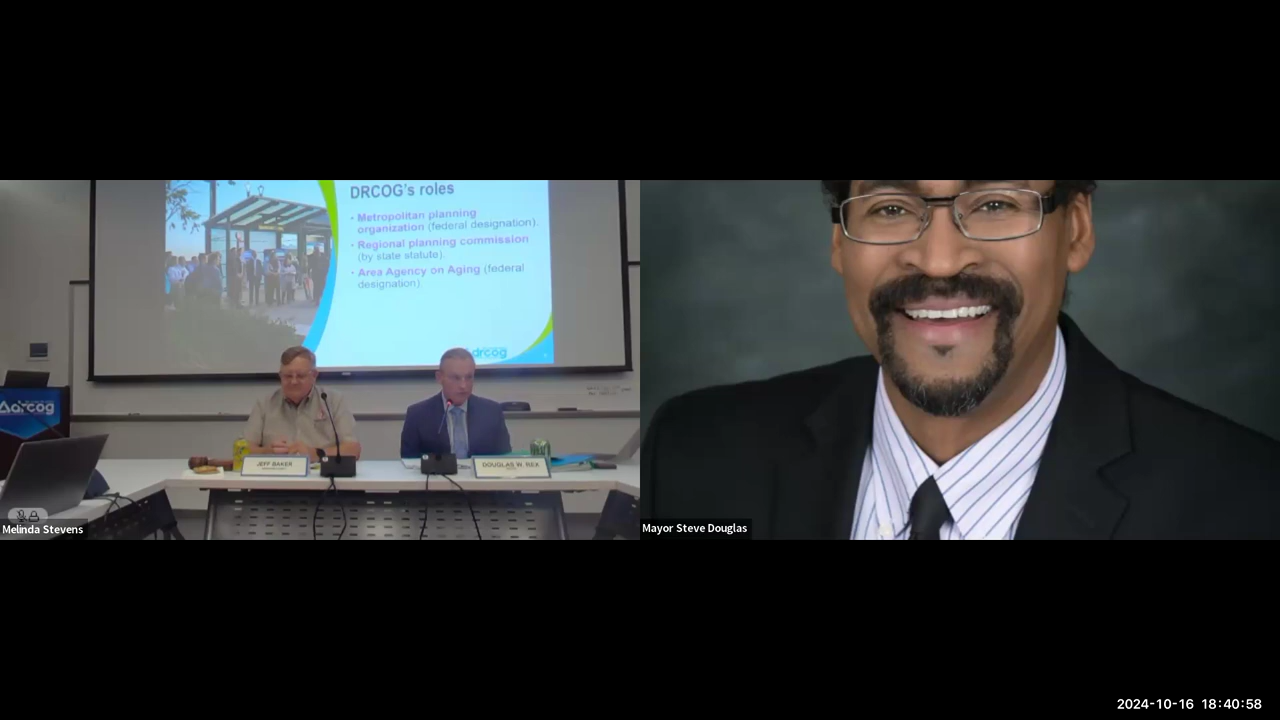 DRCOG's roles
• Metropolitan planning
organization (federal designation).
• Regional planning commission
(by state statute).
• Area Agency on Aging (federal
designation).
drcog
drcog
JEFF BAKER
DOUGLAS W. REX
Melinda Stevens
Mayor Steve Douglas
2024-10-16 18:40:58